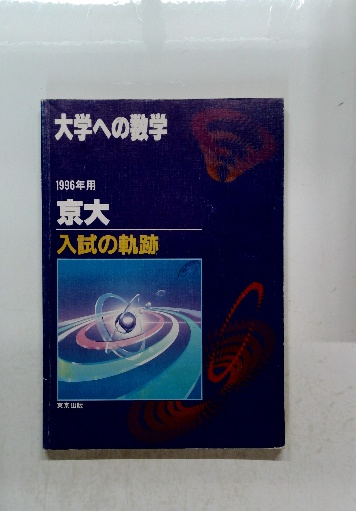 大学への数学
1996年用
京大
入試の軌跡
東京出版